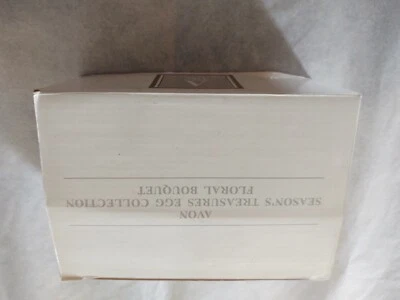 AVON
SEASON'S TREASURES EGG COLLECTION
FLORAL BOUQUET